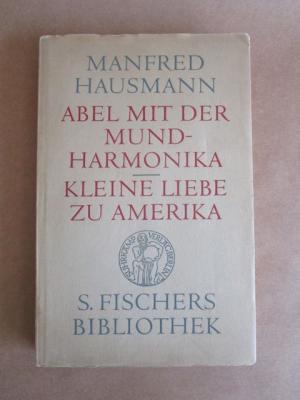 MANFRED
HAUSMANN
ABEL MIT DER
MUND-
HARMONIKA
KLEINE LIEBE
ZU AMERIKA
S. FISCHERS
BIBLIOTHEK